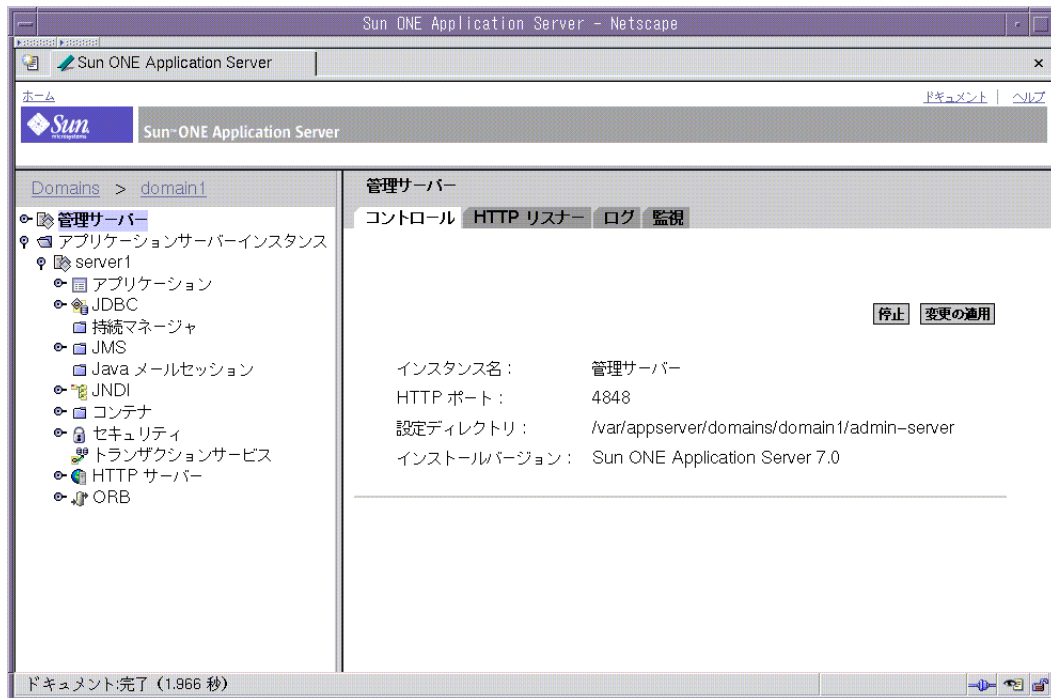 Sun ONE Application Server - Netscape
Sun ONE Application Server
ホーム
ドキュメント | ヘルプ
Sun microsystems
Sun ONE Application Server
Domains > domain1
管理サーバー
アプリケーションサーバーインスタンス
server1
アプリケーション
JDBC
持続マネージャ
JMS
Java メールセッション
JNDI
コンテナ
セキュリティ
トランザクションサービス
HTTP サーバー
ORB
管理サーバー
コントロール HTTP リスナー ログ 監視
停止 変更の適用
インスタンス名: 管理サーバー
HTTP ポート: 4848
設定ディレクトリ: /var/appserver/domains/domain1/admin-server
インストールバージョン: Sun ONE Application Server 7.0
ドキュメント:完了 (1.966 秒)